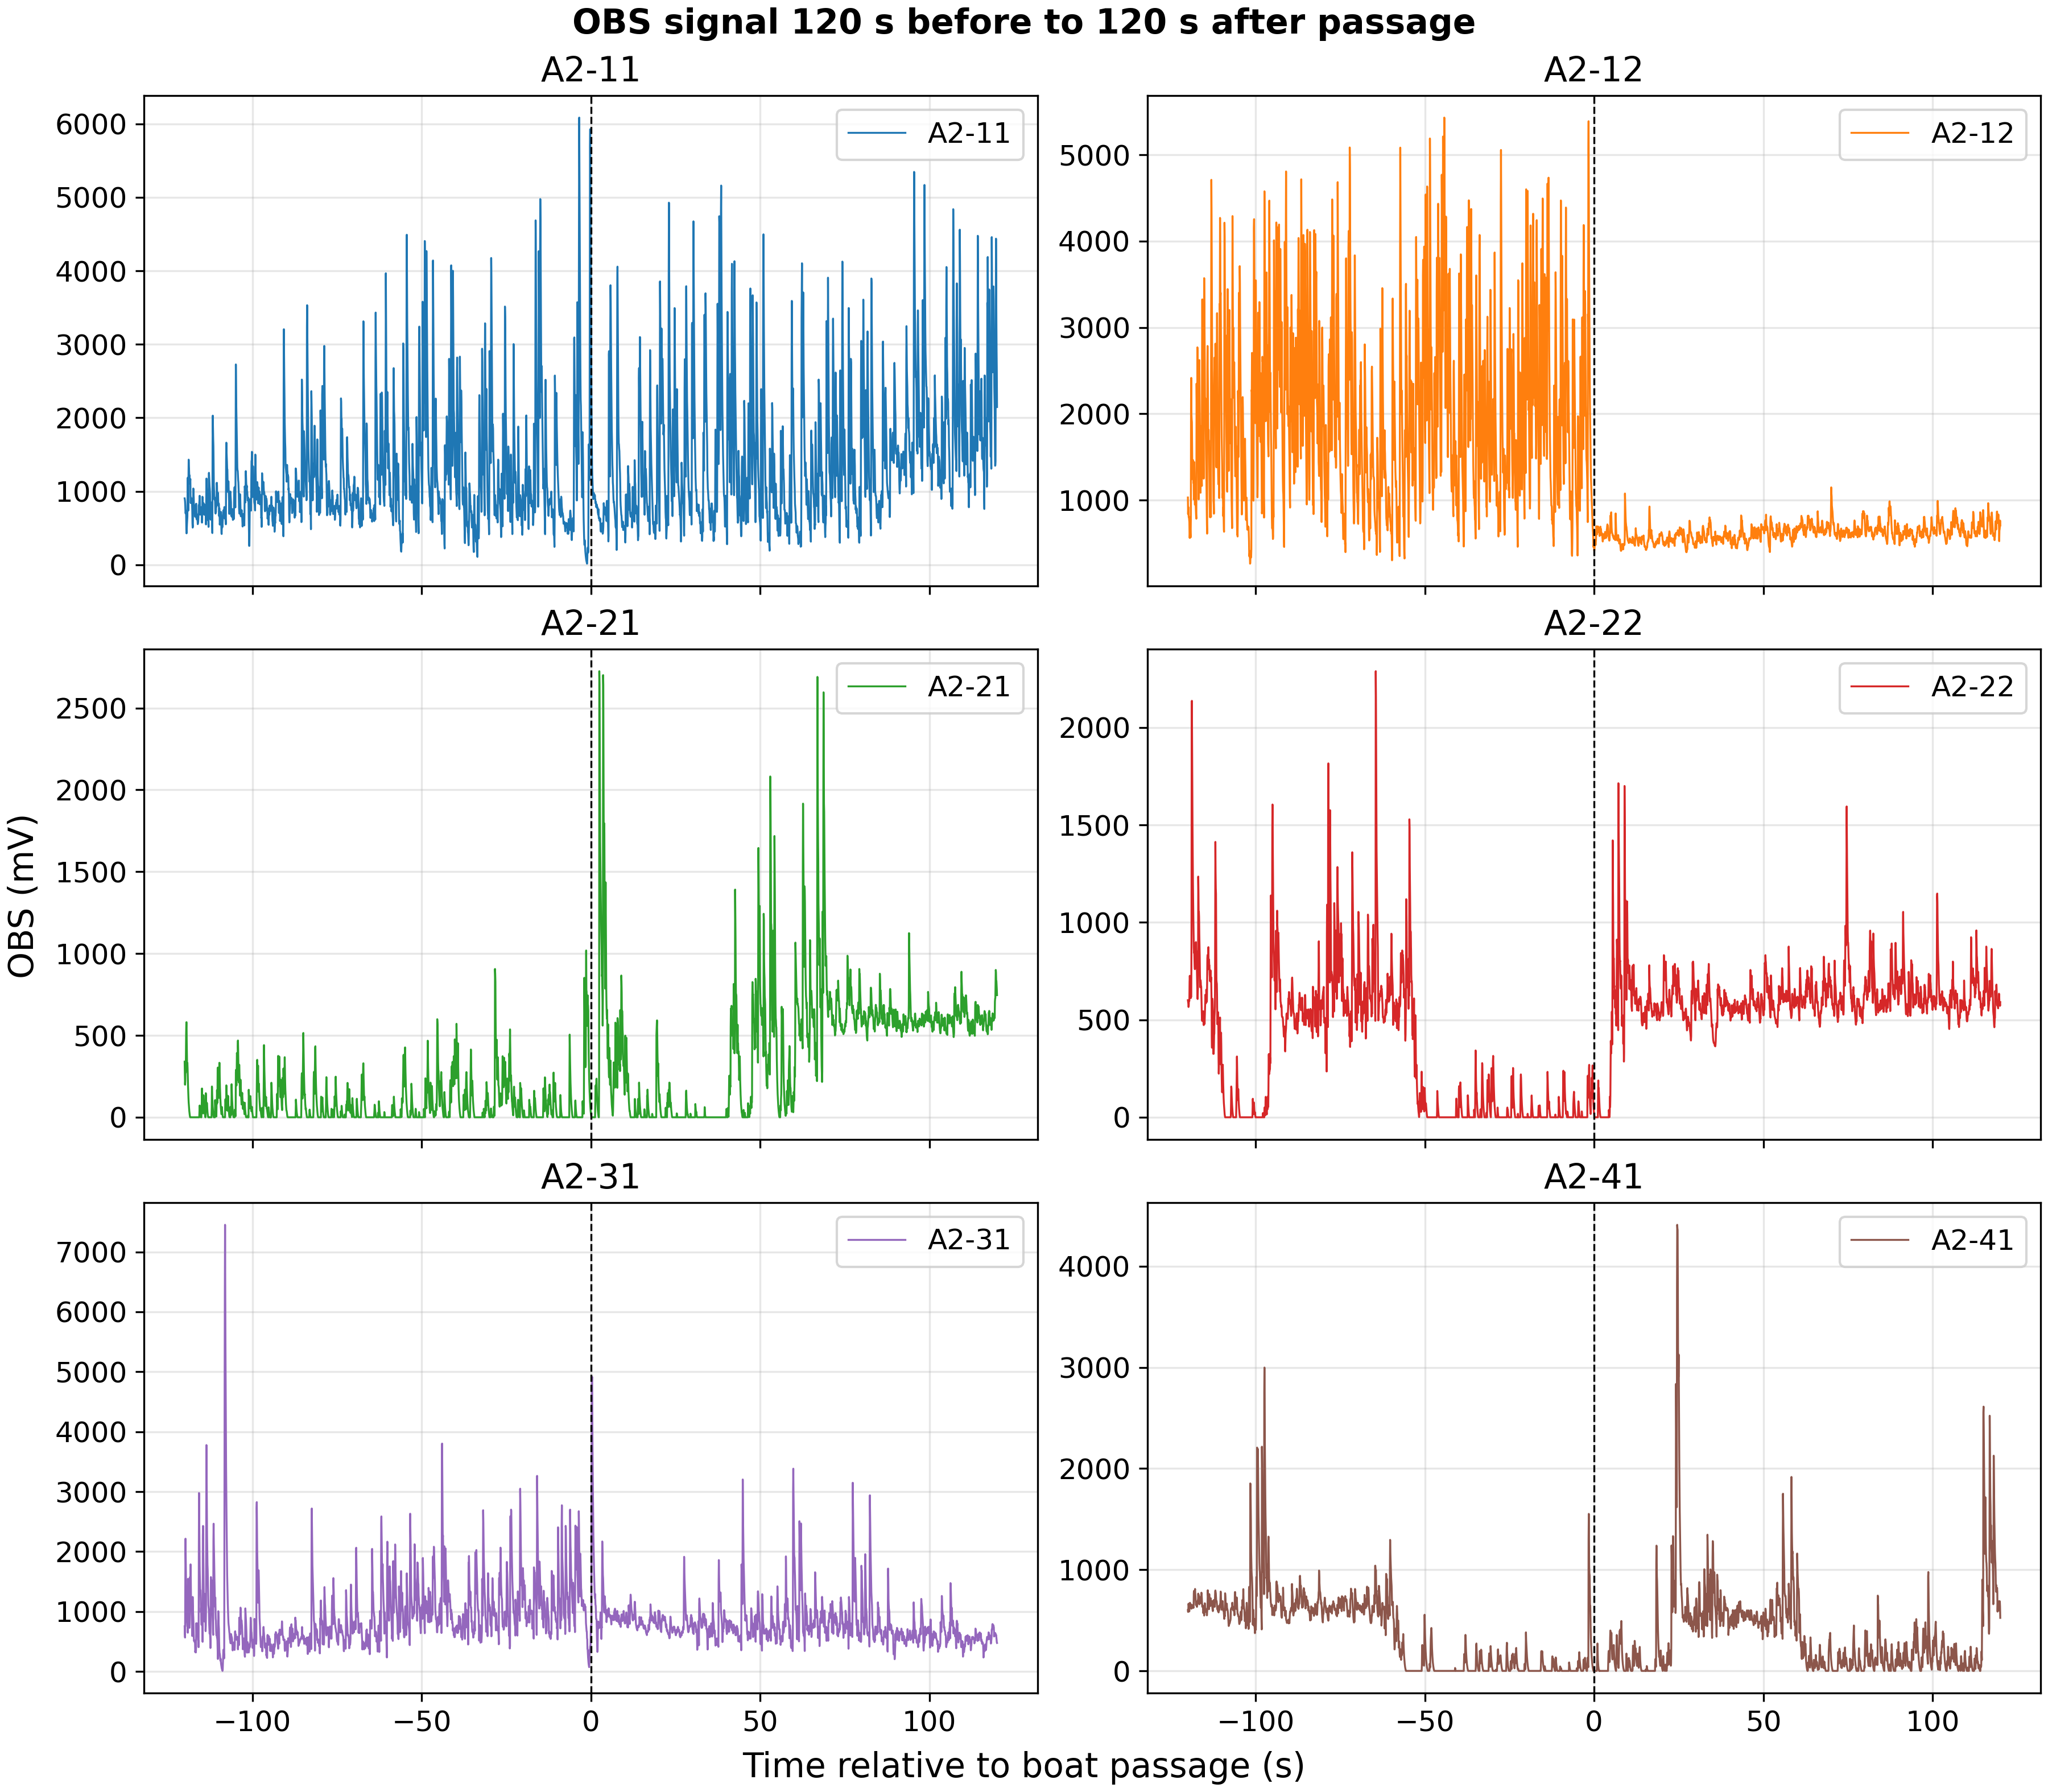 OBS signal 120 s before to 120 s after passage
A2-11
A2-12
6000
5000
4000
3000
2000
1000
0
A2-11
5000
4000
3000
2000
1000
A2-12
A2-21
A2-22
OBS (mV)
2500
2000
1500
1000
500
0
A2-21
2000
1500
1000
500
0
A2-22
A2-31
A2-41
7000
6000
5000
4000
3000
2000
1000
0
A2-31
4000
3000
2000
1000
0
A2-41
−100 −50 0 50 100
−100 −50 0 50 100
Time relative to boat passage (s)